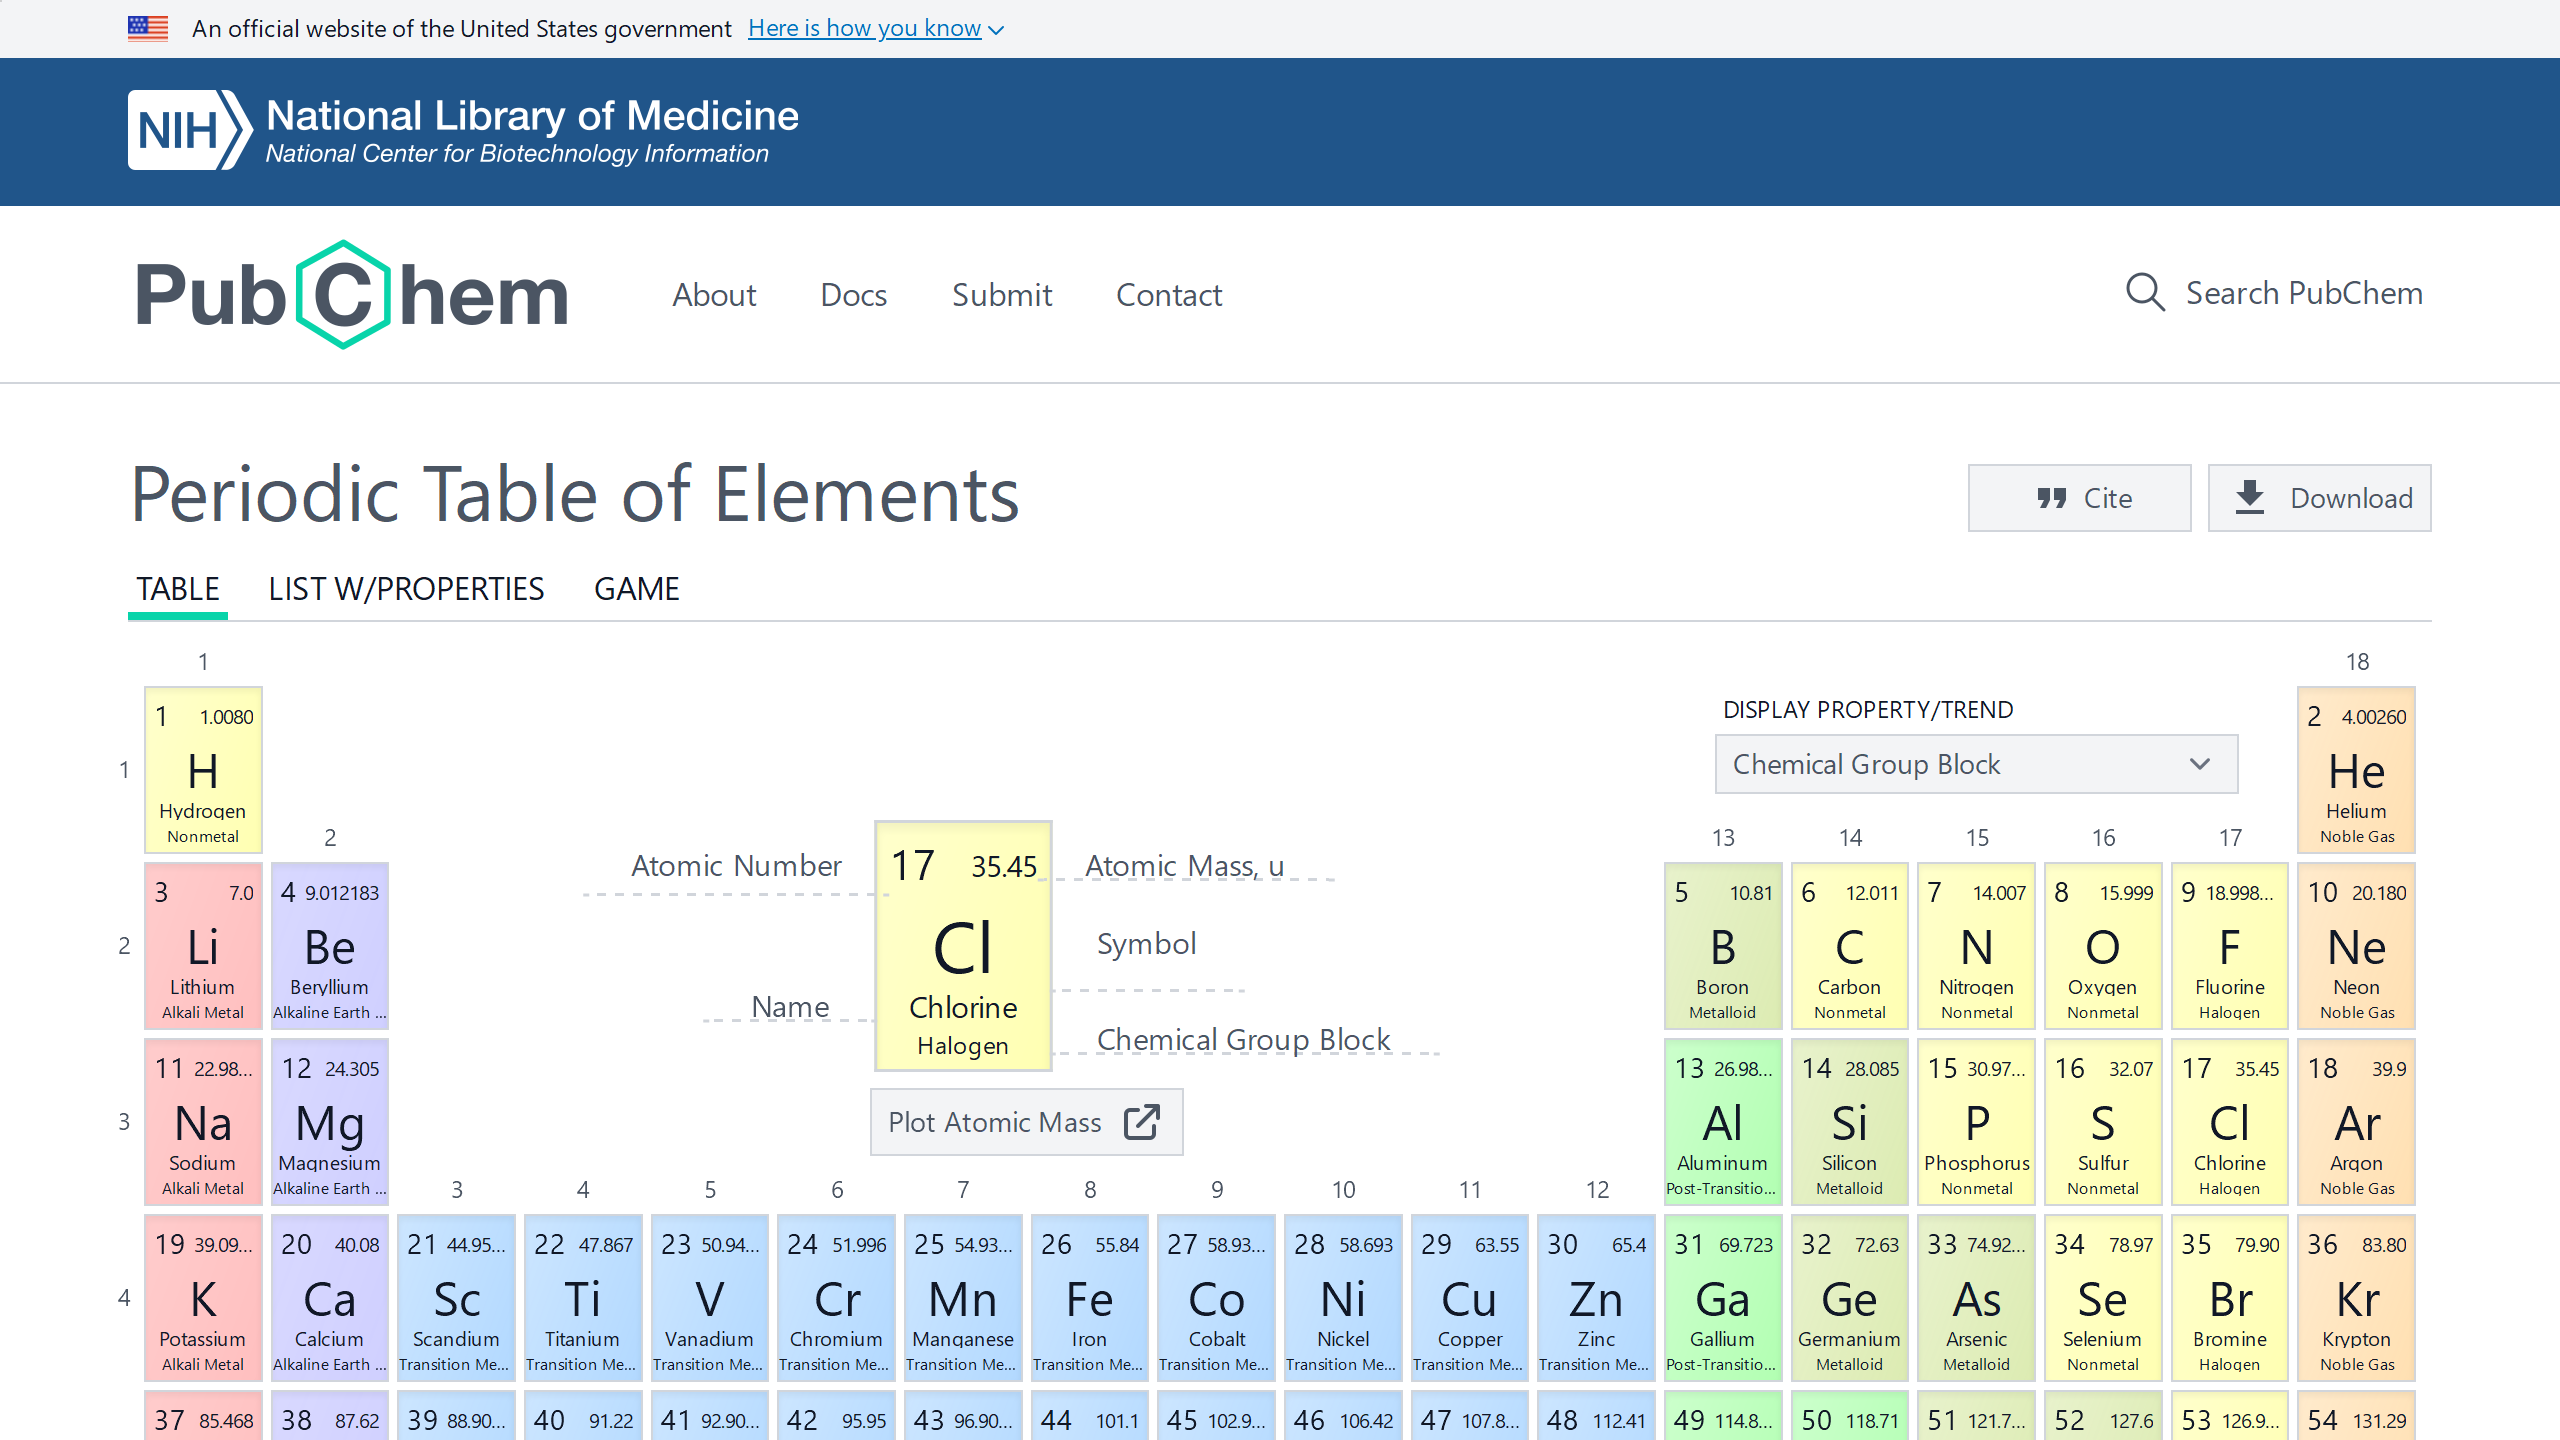 An official website of the United States government Here is how you know
NIH National Library of Medicine
National Center for Biotechnology Information
PubChem About Docs Submit Contact Search PubChem
Periodic Table of Elements Cite Download
TABLE LIST W/PROPERTIES GAME
1 18
DISPLAY PROPERTY/TREND
Chemical Group Block
1
1 1.0080
H
Hydrogen
Nonmetal
2 4.00260
He
Helium
Noble Gas
2 13 14 15 16 17
Atomic Number
17 35.45
Cl
Chlorine
Halogen
Atomic Mass, u
Symbol
Name
Chemical Group Block
Plot Atomic Mass
2
3 7.0
Li
Lithium
Alkali Metal
4 9.012183
Be
Beryllium
Alkaline Earth ...
5 10.81
B
Boron
Metalloid
6 12.011
C
Carbon
Nonmetal
7 14.007
N
Nitrogen
Nonmetal
8 15.999
O
Oxygen
Nonmetal
9 18.998...
F
Fluorine
Halogen
10 20.180
Ne
Neon
Noble Gas
3
11 22.98...
Na
Sodium
Alkali Metal
12 24.305
Mg
Magnesium
Alkaline Earth ...
13 26.98...
Al
Aluminum
Post-Transitio...
14 28.085
Si
Silicon
Metalloid
15 30.97...
P
Phosphorus
Nonmetal
16 32.07
S
Sulfur
Nonmetal
17 35.45
Cl
Chlorine
Halogen
18 39.9
Ar
Argon
Noble Gas
3 4 5 6 7 8 9 10 11 12
4
19 39.09...
K
Potassium
Alkali Metal
20 40.08
Ca
Calcium
Alkaline Earth ...
21 44.95...
Sc
Scandium
Transition Me...
22 47.867
Ti
Titanium
Transition Me...
23 50.94...
V
Vanadium
Transition Me...
24 51.996
Cr
Chromium
Transition Me...
25 54.93...
Mn
Manganese
Transition Me...
26 55.84
Fe
Iron
Transition Me...
27 58.93...
Co
Cobalt
Transition Me...
28 58.693
Ni
Nickel
Transition Me...
29 63.55
Cu
Copper
Transition Me...
30 65.4
Zn
Zinc
Transition Me...
31 69.723
Ga
Gallium
Post-Transitio...
32 72.63
Ge
Germanium
Metalloid
33 74.92...
As
Arsenic
Metalloid
34 78.97
Se
Selenium
Nonmetal
35 79.90
Br
Bromine
Halogen
36 83.80
Kr
Krypton
Noble Gas
37 85.468
38 87.62
39 88.90...
40 91.22
41 92.90...
42 95.95
43 96.90...
44 101.1
45 102.9...
46 106.42
47 107.8...
48 112.41
49 114.8...
50 118.71
51 121.7...
52 127.6
53 126.9...
54 131.29